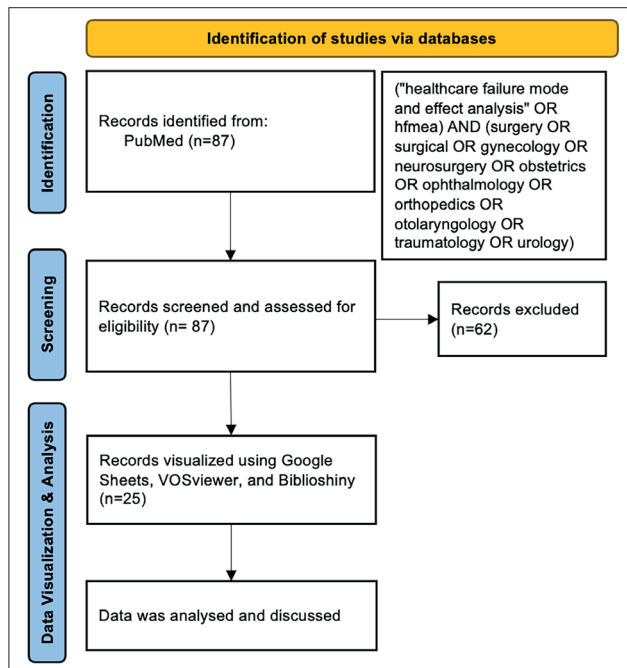 Identification of studies via databases
Identification
Records identified from:
PubMed (n=87)
("healthcare failure mode
and effect analysis" OR
hfmea) AND (surgery OR
surgical OR gynecology OR
neurosurgery OR obstetrics
OR ophthalmology OR
orthopedics OR
otolaryngology OR
traumatology OR urology)
Screening
Records screened and assessed for
eligibility (n= 87)
Records excluded
(n=62)
Data Visualization & Analysis
Records visualized using Google
Sheets, VOSviewer, and Biblioshiny
(n=25)
Data was analysed and discussed